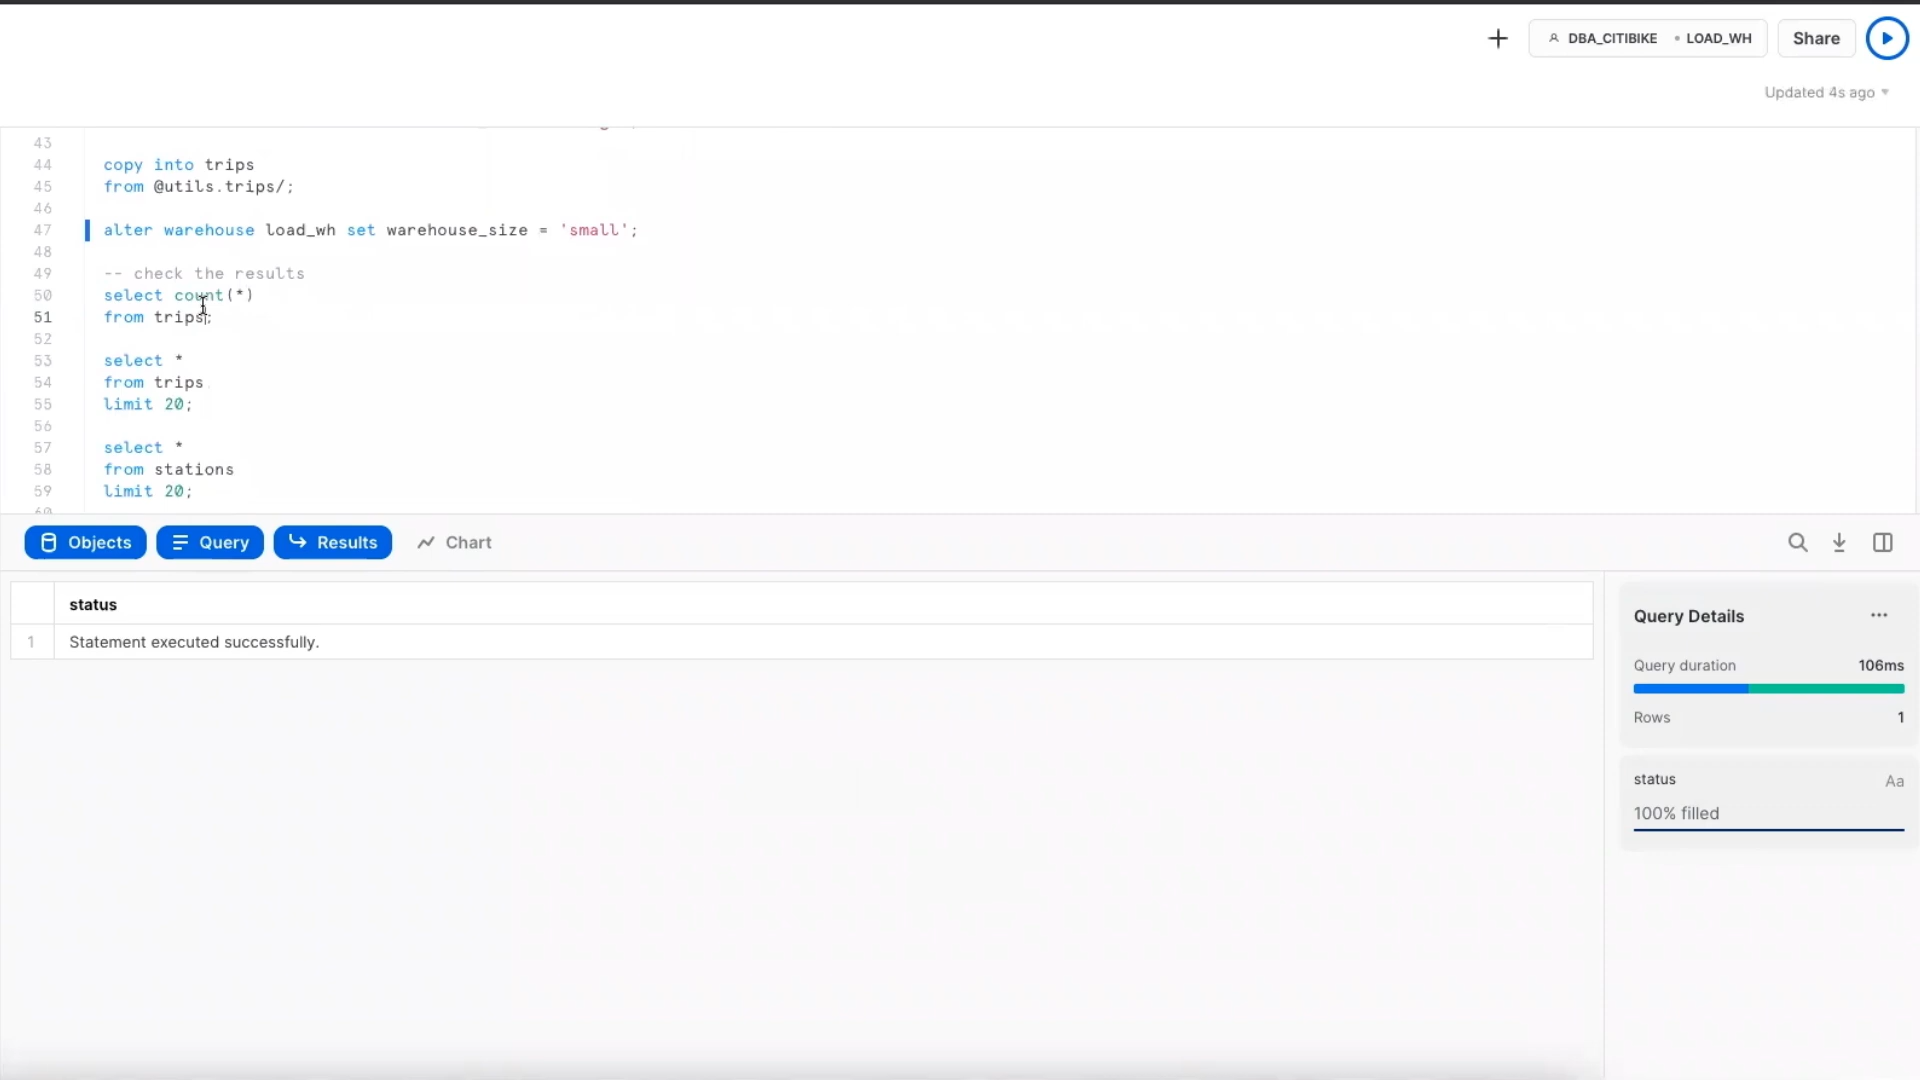 DBA_CITIBIKE LOAD_WH Share
Updated 4s ago
43
44 copy into trips
45 from @utils.trips/;
46
47 alter warehouse load_wh set warehouse_size = 'small';
48
49 -- check the results
50 select count(*)
51 from trips;
52
53 select *
54 from trips
55 limit 20;
56
57 select *
58 from stations
59 limit 20;
60
Objects Query Results Chart
status
1 Statement executed successfully.
Query Details ...
Query duration 106ms
Rows 1
status Aa
100% filled